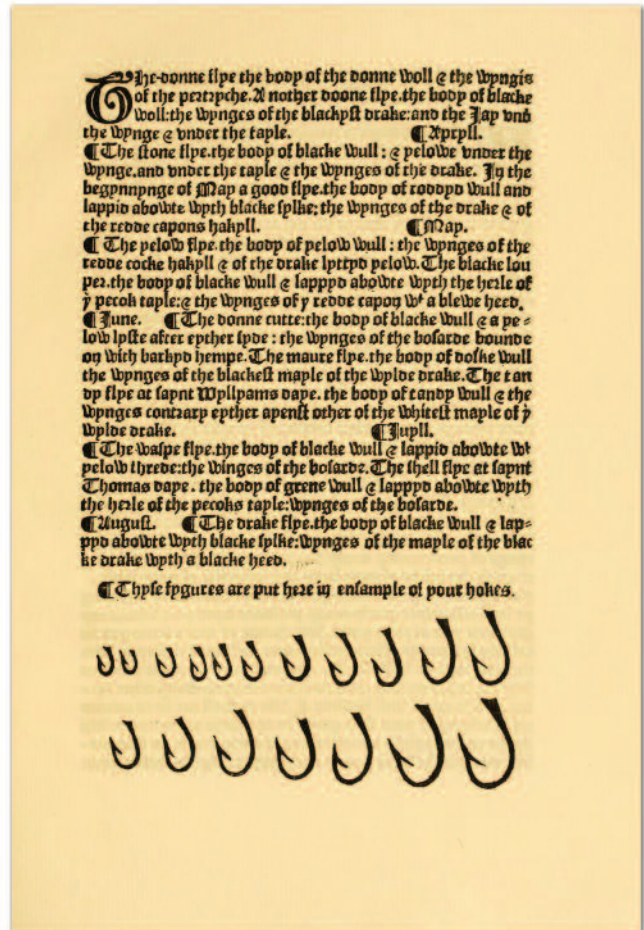 The donne flye the body of the donne woll & the wyngis
of the pertryche. A nother doone flye. the body of blacke
woll: the wynges of the blackyst drake: and the Jay vnd
the wynge & vnder the tayle. ¶ Apryll.
¶ The stone flye. the body of blacke wull: & yelowe vnder the
wynge. and vnder the tayle & the wynges of the drake. In the
begynnynge of May a good flye. the body of roddyd wull and
lappid abowte wyth blacke sylke: the wynges of the drake & of
the redde capons hakyll. ¶ May.
¶ The yelow flye. the body of yelow wull: the wynges of the
redde cocke hakyll & of the drake lyttyd yelow. The blacke lou
per. the body of blacke wull & lappyd abowte wyth the herle of
yͤ pecok tayle: & the wynges of yͤ redde capon wᵗ a blewe heed.
¶ June. ¶ The donne cutte: the body of blacke wull & a ye=
low lyste after eyther syde: the wynges of the bosarde bounde
on with barkyd hempe. The maure flye. the body of doske wull
the wynges of the blackest mayle of the wylde drake. The tan
dy flye at saynt Wyllyams daye. the body of tandy wull & the
wynges contrary eyther ayenst other of the whitest mayle of yͤ
wylde drake. ¶ Juyll.
¶ The waspe flye. the body of blacke wull & lappid abowte wᵗ
yelow threde: the winges of the bosarde. The shell flye at saynt
Thomas daye. the body of grene wull & lappyd abowte wyth
the herle of the pecoks tayle: wynges of the bosarde.
¶ August. ¶ The drake flye. the body of blacke wull & lap=
pyd abowte wyth blacke sylke: wynges of the mayle of the blac
ke drake wyth a blacke heed.
¶ Thyse fygures are put here in ensample of your hokes.